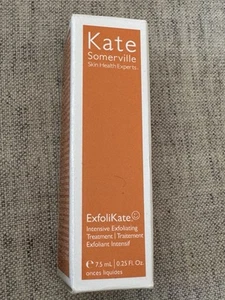 Kate
Somerville
Skin Health Experts
ExfoliKate
Intensive Exfoliating
Treatment | Traitement
Exfoliant Intensif
℮ 7.5 mL | 0.25 Fl. Oz.
onces liquides